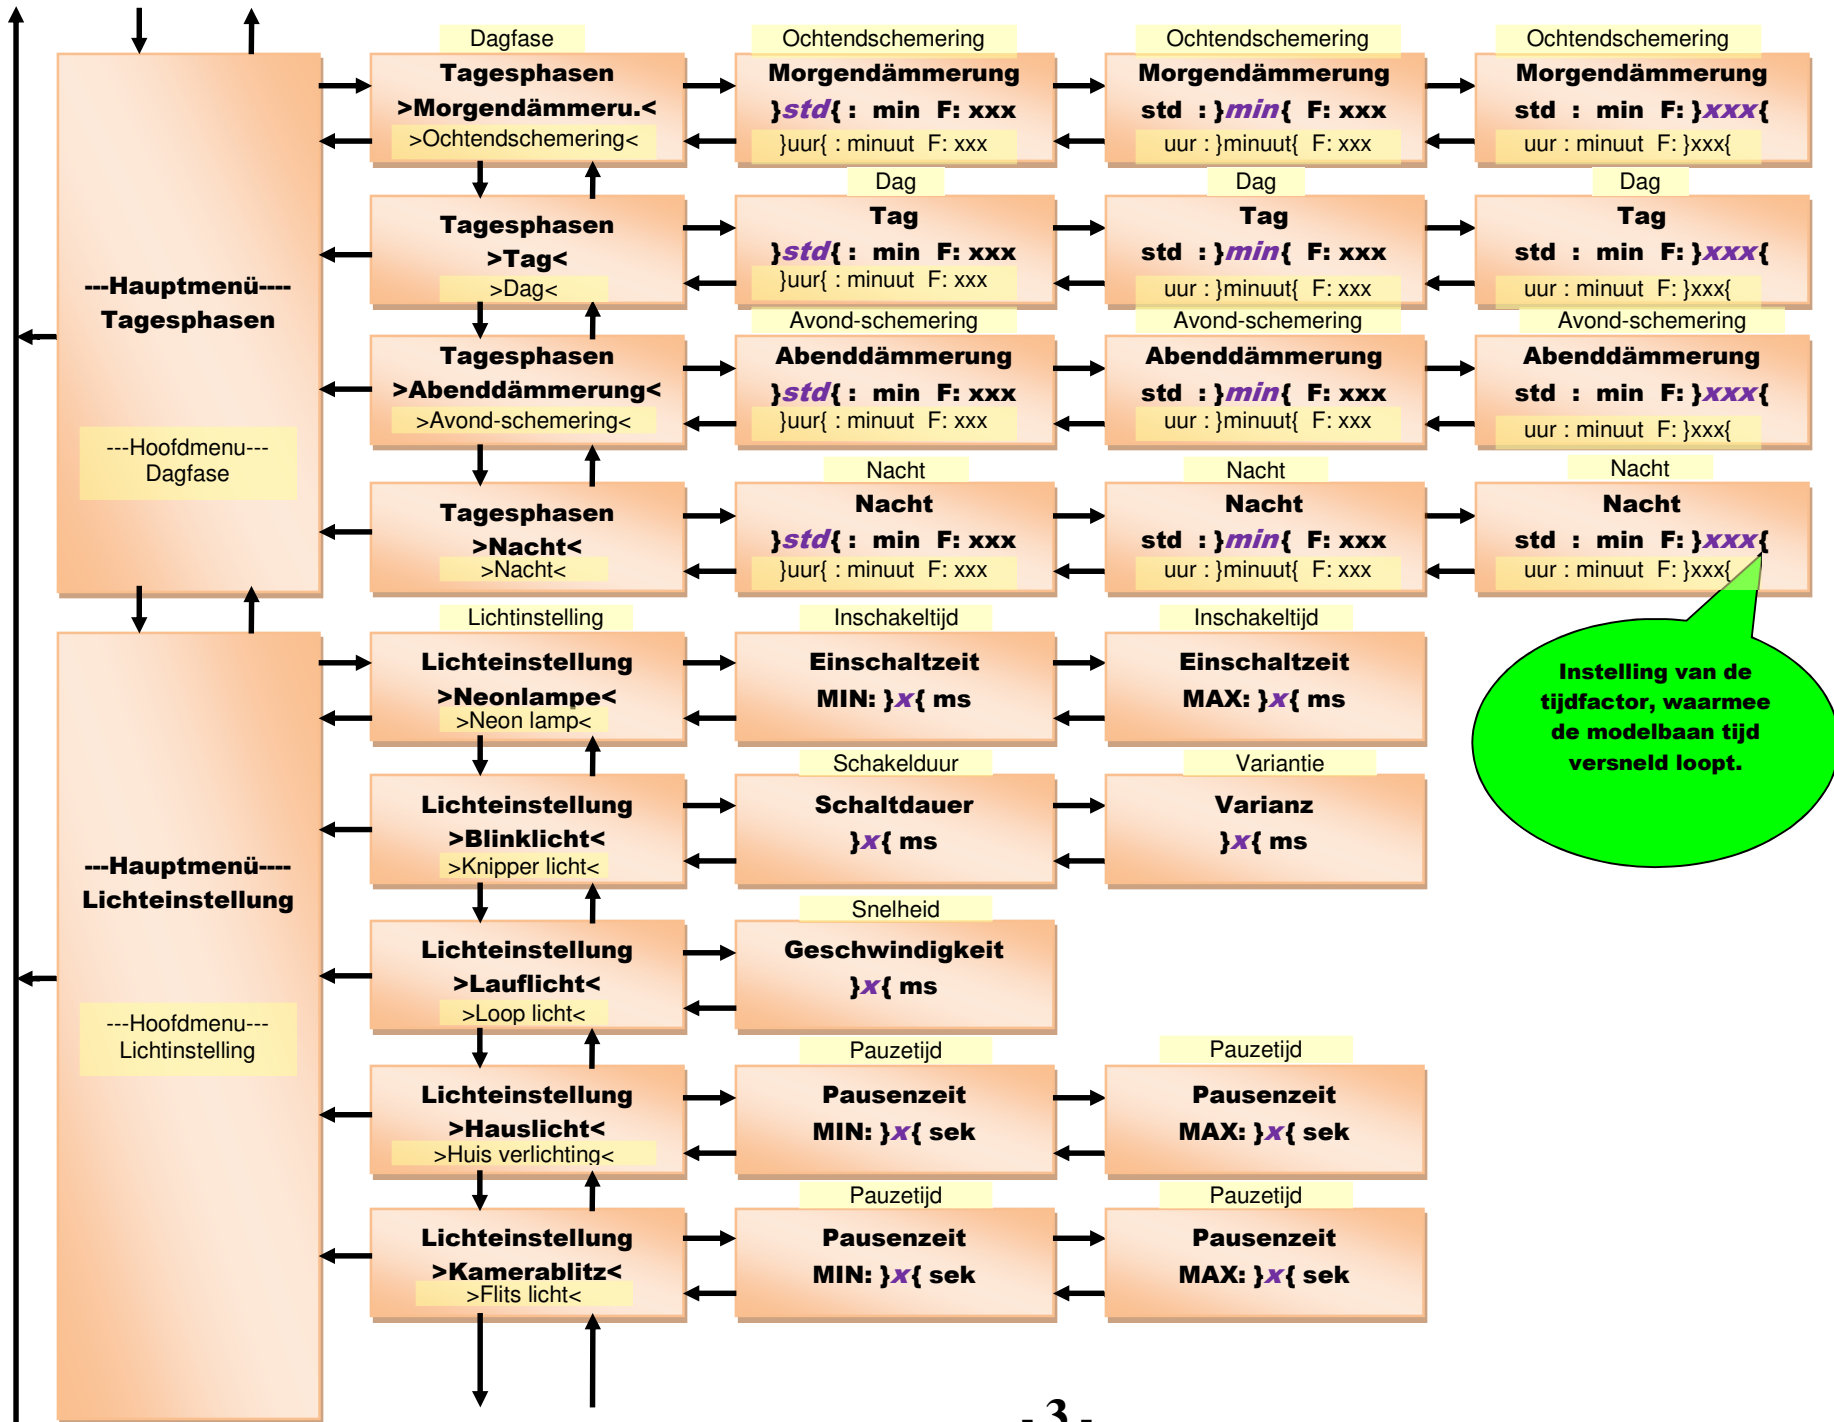 Dagfase
Tagesphasen
>Morgendämmeru.<
>Ochtendschemering<
Ochtendschemering
Morgendämmerung
}std{ : min F: xxx
}uur{ : minuut F: xxx
Ochtendschemering
Morgendämmerung
std : }min{ F: xxx
uur : }minuut{ F: xxx
Ochtendschemering
Morgendämmerung
std : min F: }xxx{
uur : minuut F: }xxx{
---Hauptmenü----
Tagesphasen
---Hoofdmenu---
Dagfase
Tagesphasen
>Tag<
>Dag<
Dag
Tag
}std{ : min F: xxx
}uur{ : minuut F: xxx
Dag
Tag
std : }min{ F: xxx
uur : }minuut{ F: xxx
Dag
Tag
std : min F: }xxx{
uur : minuut F: }xxx{
Tagesphasen
>Abenddämmerung<
>Avond-schemering<
Avond-schemering
Abenddämmerung
}std{ : min F: xxx
}uur{ : minuut F: xxx
Avond-schemering
Abenddämmerung
std : }min{ F: xxx
uur : }minuut{ F: xxx
Avond-schemering
Abenddämmerung
std : min F: }xxx{
uur : minuut F: }xxx{
Tagesphasen
>Nacht<
>Nacht<
Nacht
Nacht
}std{ : min F: xxx
}uur{ : minuut F: xxx
Nacht
Nacht
std : }min{ F: xxx
uur : }minuut{ F: xxx
Nacht
Nacht
std : min F: }xxx{
uur : minuut F: }xxx{
Instelling van de
tijdfactor, waarmee
de modelbaan tijd
versneld loopt.
---Hauptmenü----
Lichteinstellung
---Hoofdmenu---
Lichtinstelling
Lichtinstelling
Lichteinstellung
>Neonlampe<
>Neon lamp<
Inschakeltijd
Einschaltzeit
MIN: }x{ ms
Inschakeltijd
Einschaltzeit
MAX: }x{ ms
Lichteinstellung
>Blinklicht<
>Knipper licht<
Schakelduur
Schaltdauer
}x{ ms
Variantie
Varianz
}x{ ms
Lichteinstellung
>Lauflicht<
>Loop licht<
Snelheid
Geschwindigkeit
}x{ ms
Lichteinstellung
>Hauslicht<
>Huis verlichting<
Pauzetijd
Pausenzeit
MIN: }x{ sek
Pauzetijd
Pausenzeit
MAX: }x{ sek
Lichteinstellung
>Kamerablitz<
>Flits licht<
Pauzetijd
Pausenzeit
MIN: }x{ sek
Pauzetijd
Pausenzeit
MAX: }x{ sek
- 3 -